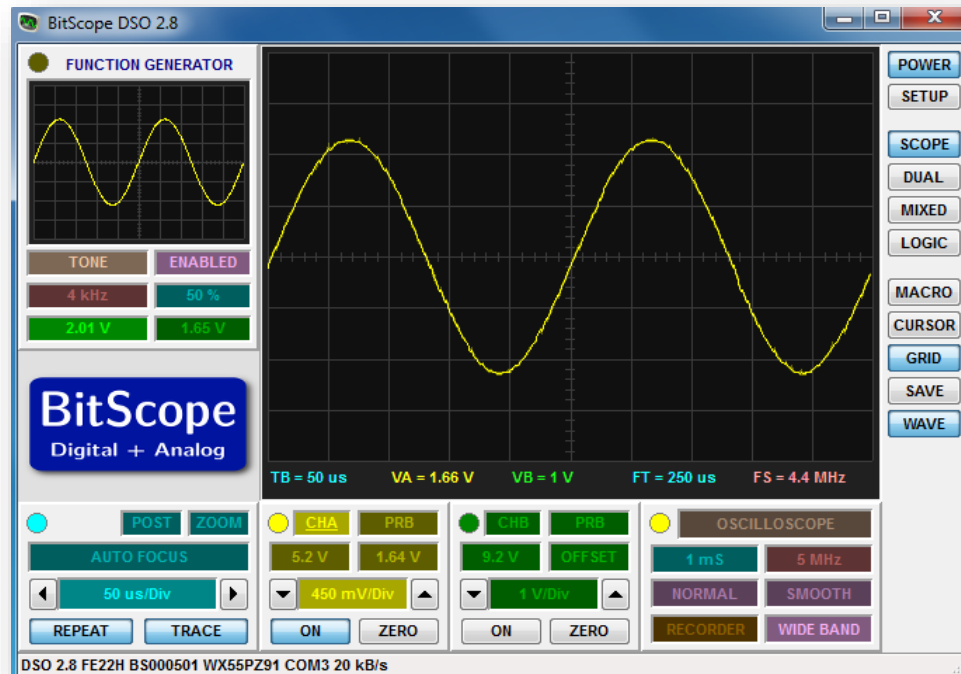 BitScope DSO 2.8
FUNCTION GENERATOR
TONE ENABLED
4 kHz 50 %
2.01 V 1.65 V
BitScope
Digital + Analog
TB = 50 us VA = 1.66 V VB = 1 V FT = 250 us FS = 4.4 MHz
POWER
SETUP
SCOPE
DUAL
MIXED
LOGIC
MACRO
CURSOR
GRID
SAVE
WAVE
POST ZOOM
AUTO FOCUS
50 us/Div
REPEAT TRACE
CHA PRB
5.2 V 1.64 V
450 mV/Div
ON ZERO
CHB PRB
9.2 V OFFSET
1 V/Div
ON ZERO
OSCILLOSCOPE
1 mS 5 MHz
NORMAL SMOOTH
RECORDER WIDE BAND
DSO 2.8 FE22H BS000501 WX55PZ91 COM3 20 kB/s